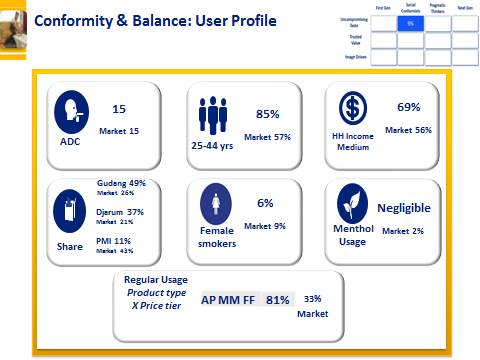 Conformity & Balance: User Profile
First Gen
Social Conformists
Pragmatic Thinkers
Next Gen
Uncompromising Taste
9%
Trusted Value
Image Driven
15
ADC
Market 15
85%
25-44 yrs
Market 57%
69%
HH Income Medium
Market 56%
Gudang 49%
Market 26%
Djarum 37%
Market 21%
PMI 11%
Market 43%
Share
6%
Female smokers
Market 9%
Negligible
Menthol Usage
Market 2%
Regular Usage
Product type
X Price tier
AP MM FF 81%
33%
Market